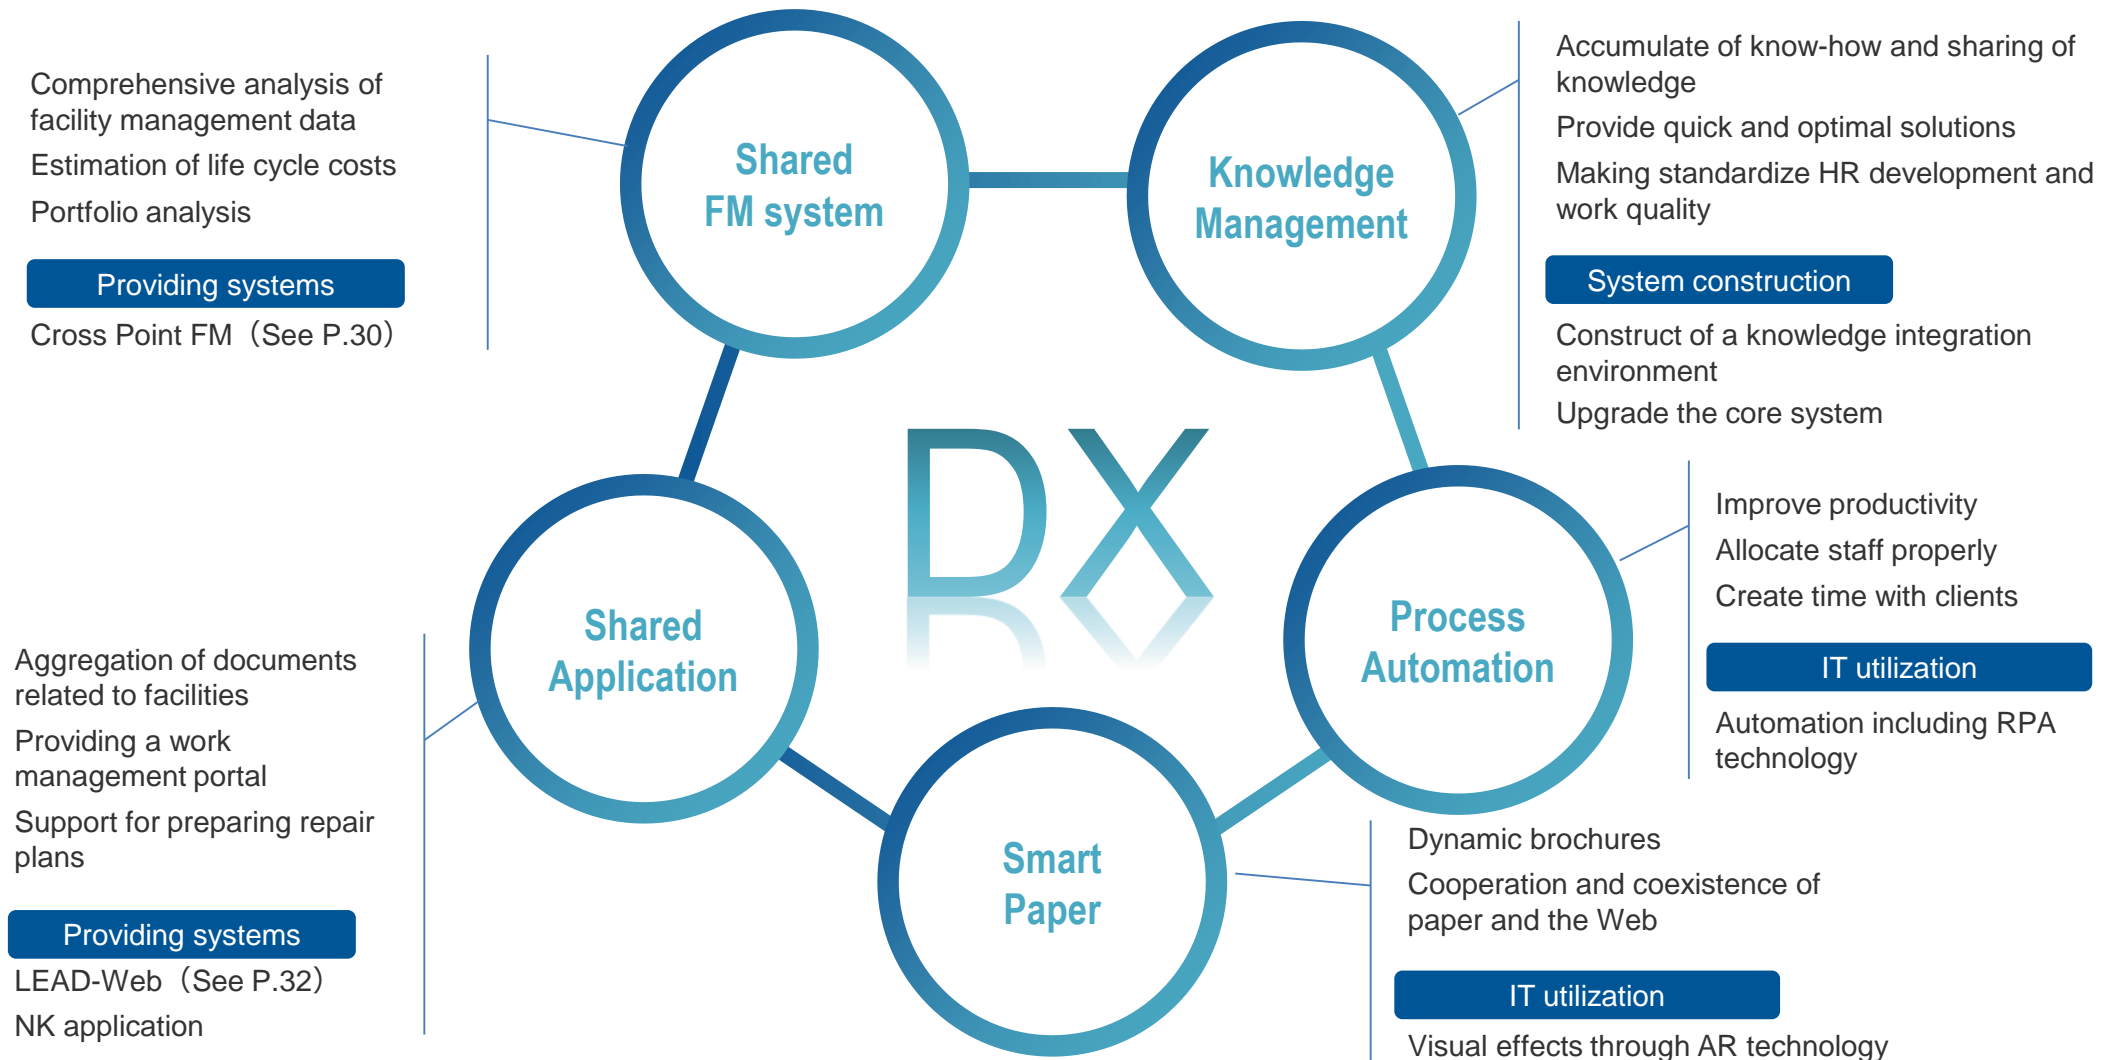 Comprehensive analysis of
facility management data
Estimation of life cycle costs
Portfolio analysis
Providing systems
Cross Point FM（See P.30）
Shared
FM system
Knowledge
Management
Accumulate of know-how and sharing of
knowledge
Provide quick and optimal solutions
Making standardize HR development and
work quality
System construction
Construct of a knowledge integration
environment
Upgrade the core system
DX
Shared
Application
Process
Automation
Improve productivity
Allocate staff properly
Create time with clients
IT utilization
Automation including RPA
technology
Aggregation of documents
related to facilities
Providing a work
management portal
Support for preparing repair
plans
Providing systems
LEAD-Web（See P.32）
NK application
Smart
Paper
Dynamic brochures
Cooperation and coexistence of
paper and the Web
IT utilization
Visual effects through AR technology